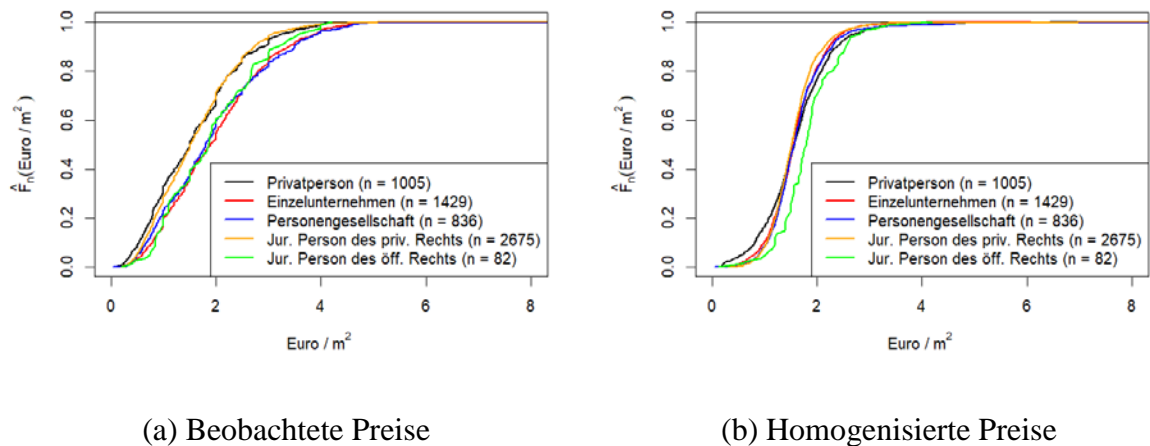 1.0
0.8
0.6
0.4
0.2
0.0
F̂n(Euro / m²)
Privatperson (n = 1005)
Einzelunternehmen (n = 1429)
Personengesellschaft (n = 836)
Jur. Person des priv. Rechts (n = 2675)
Jur. Person des öff. Rechts (n = 82)
0 2 4 6 8
Euro / m²
(a) Beobachtete Preise
1.0
0.8
0.6
0.4
0.2
0.0
F̂n(Euro / m²)
Privatperson (n = 1005)
Einzelunternehmen (n = 1429)
Personengesellschaft (n = 836)
Jur. Person des priv. Rechts (n = 2675)
Jur. Person des öff. Rechts (n = 82)
0 2 4 6 8
Euro / m²
(b) Homogenisierte Preise